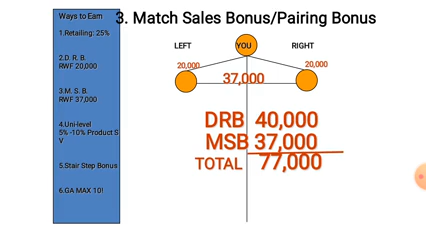 Ways to Earn
1.Retailing: 25%
2.D. R. B.
RWF 20,000
3.M. S. B.
RWF 37,000
4.Uni-level
5% -10% Product S
V
5.Stair Step Bonus
6.GA MAX 10!
3. Match Sales Bonus/Pairing Bonus
LEFT YOU RIGHT
20,000 20,000
37,000
DRB 40,000
MSB 37,000
TOTAL 77,000